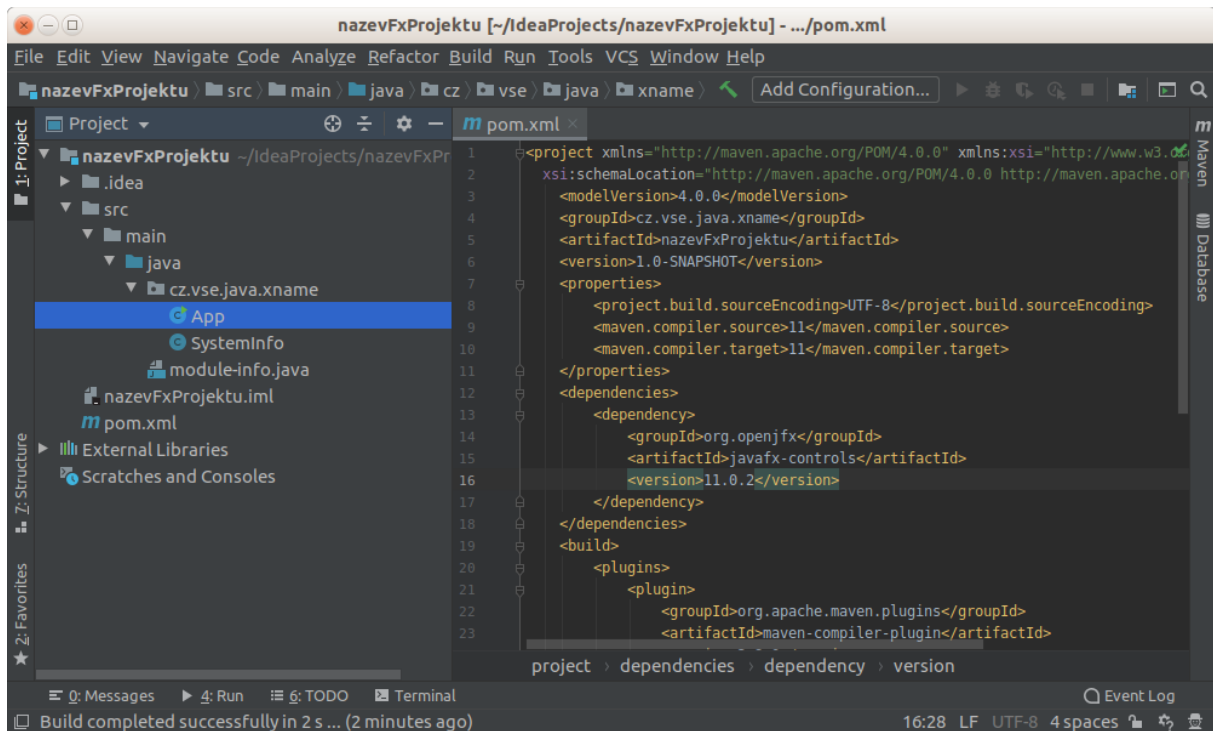 nazevFxProjektu [~/IdeaProjects/nazevFxProjektu] - .../pom.xml
File Edit View Navigate Code Analyze Refactor Build Run Tools VCS Window Help
nazevFxProjektu src main java cz vse java xname Add Configuration...
1: Project
Project
nazevFxProjektu ~/IdeaProjects/nazevFxPr
.idea
src
main
java
cz.vse.java.xname
App
SystemInfo
module-info.java
nazevFxProjektu.iml
pom.xml
External Libraries
Scratches and Consoles
7: Structure
2: Favorites
pom.xml
1 <project xmlns="http://maven.apache.org/POM/4.0.0" xmlns:xsi="http://www.w3.
2 xsi:schemaLocation="http://maven.apache.org/POM/4.0.0 http://maven.apache.or
3 <modelVersion>4.0.0</modelVersion>
4 <groupId>cz.vse.java.xname</groupId>
5 <artifactId>nazevFxProjektu</artifactId>
6 <version>1.0-SNAPSHOT</version>
7 <properties>
8 <project.build.sourceEncoding>UTF-8</project.build.sourceEncoding>
9 <maven.compiler.source>11</maven.compiler.source>
10 <maven.compiler.target>11</maven.compiler.target>
11 </properties>
12 <dependencies>
13 <dependency>
14 <groupId>org.openjfx</groupId>
15 <artifactId>javafx-controls</artifactId>
16 <version>11.0.2</version>
17 </dependency>
18 </dependencies>
19 <build>
20 <plugins>
21 <plugin>
22 <groupId>org.apache.maven.plugins</groupId>
23 <artifactId>maven-compiler-plugin</artifactId>
project › dependencies › dependency › version
Maven
Database
0: Messages 4: Run 6: TODO Terminal Event Log
Build completed successfully in 2 s ... (2 minutes ago) 16:28 LF UTF-8 4 spaces